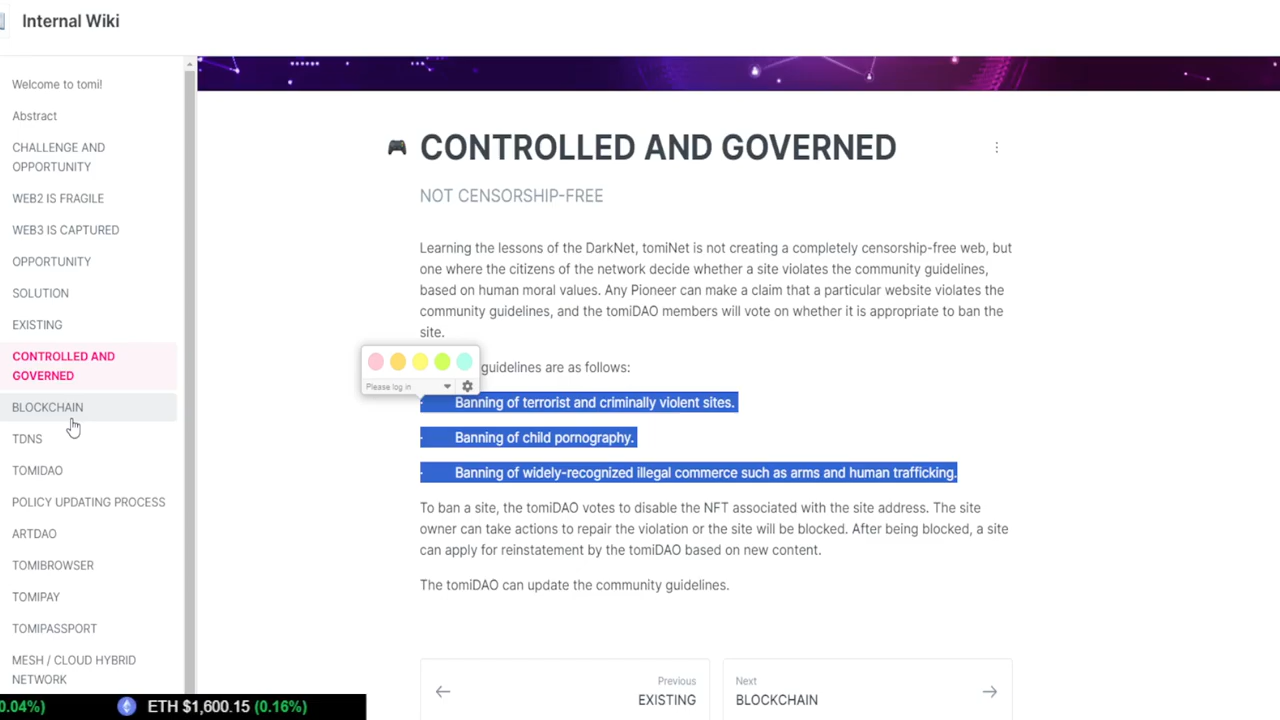 Internal Wiki
Welcome to tomi!
Abstract
CHALLENGE AND
OPPORTUNITY
WEB2 IS FRAGILE
WEB3 IS CAPTURED
OPPORTUNITY
SOLUTION
EXISTING
CONTROLLED AND
GOVERNED
BLOCKCHAIN
TDNS
TOMIDAO
POLICY UPDATING PROCESS
ARTDAO
TOMIBROWSER
TOMIPAY
TOMIPASSPORT
MESH / CLOUD HYBRID
NETWORK
CONTROLLED AND GOVERNED
NOT CENSORSHIP-FREE
Learning the lessons of the DarkNet, tomiNet is not creating a completely censorship-free web, but
one where the citizens of the network decide whether a site violates the community guidelines,
based on human moral values. Any Pioneer can make a claim that a particular website violates the
community guidelines, and the tomiDAO members will vote on whether it is appropriate to ban the
site.
guidelines are as follows:
Please log in
· Banning of terrorist and criminally violent sites.
· Banning of child pornography.
· Banning of widely-recognized illegal commerce such as arms and human trafficking.
To ban a site, the tomiDAO votes to disable the NFT associated with the site address. The site
owner can take actions to repair the violation or the site will be blocked. After being blocked, a site
can apply for reinstatement by the tomiDAO based on new content.
The tomiDAO can update the community guidelines.
Previous
EXISTING
Next
BLOCKCHAIN
0.04%) ETH $1,600.15 (0.16%)